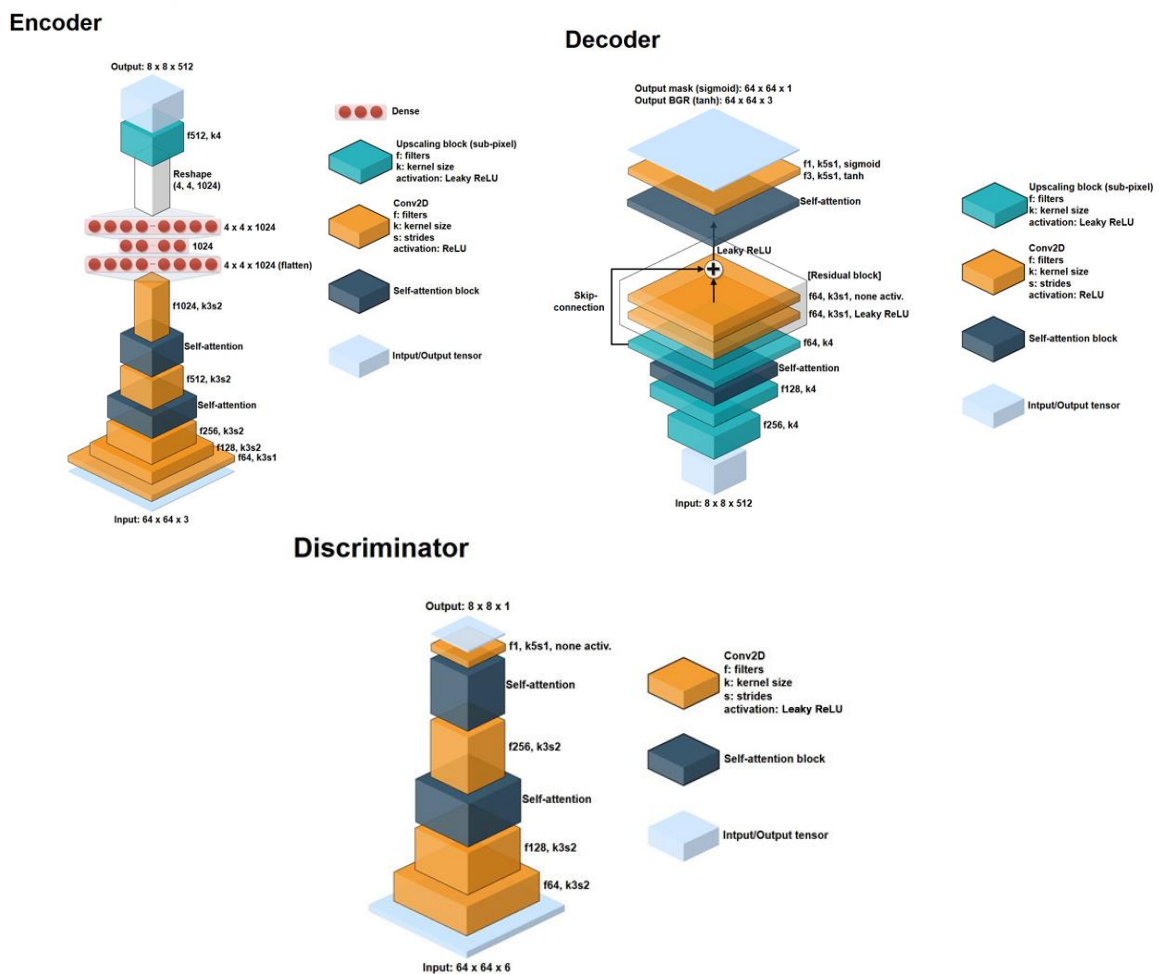 Encoder
Output: 8 x 8 x 512
f512, k4
Reshape
(4, 4, 1024)
4 x 4 x 1024
1024
4 x 4 x 1024 (flatten)
f1024, k3s2
Self-attention
f512, k3s2
Self-attention
f256, k3s2
f128, k3s2
f64, k3s1
Input: 64 x 64 x 3
Dense
Upscaling block (sub-pixel)
f: filters
k: kernel size
activation: Leaky ReLU
Conv2D
f: filters
k: kernel size
s: strides
activation: ReLU
Self-attention block
Intput/Output tensor
Decoder
Output mask (sigmoid): 64 x 64 x 1
Output BGR (tanh): 64 x 64 x 3
f1, k5s1, sigmoid
f3, k5s1, tanh
Self-attention
Leaky ReLU
[Residual block]
Skip-
connection
f64, k3s1, none activ.
f64, k3s1, Leaky ReLU
f64, k4
Self-attention
f128, k4
f256, k4
Input: 8 x 8 x 512
Upscaling block (sub-pixel)
f: filters
k: kernel size
activation: Leaky ReLU
Conv2D
f: filters
k: kernel size
s: strides
activation: ReLU
Self-attention block
Intput/Output tensor
Discriminator
Output: 8 x 8 x 1
f1, k5s1, none activ.
Self-attention
f256, k3s2
Self-attention
f128, k3s2
f64, k3s2
Input: 64 x 64 x 6
Conv2D
f: filters
k: kernel size
s: strides
activation: Leaky ReLU
Self-attention block
Intput/Output tensor